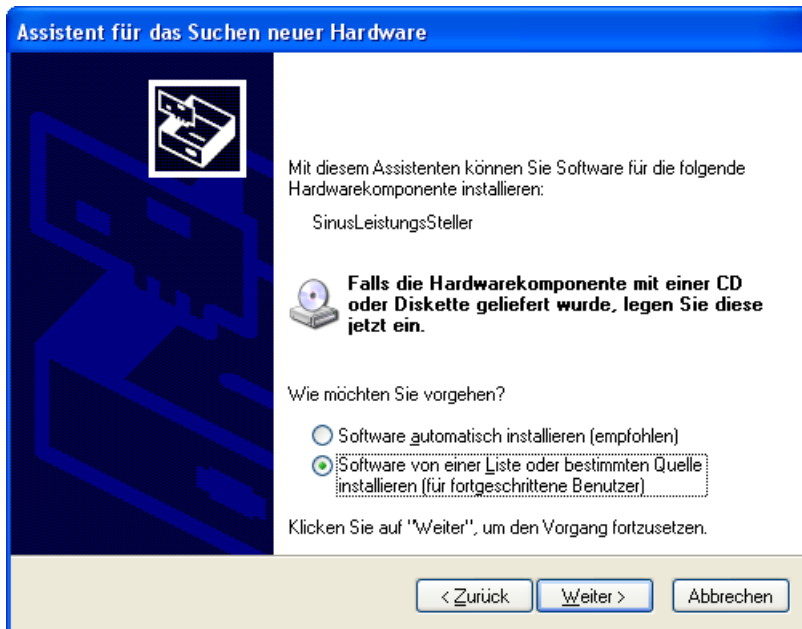 Assistent für das Suchen neuer Hardware
Mit diesem Assistenten können Sie Software für die folgende
Hardwarekomponente installieren:
SinusLeistungsSteller
Falls die Hardwarekomponente mit einer CD
oder Diskette geliefert wurde, legen Sie diese
jetzt ein.
Wie möchten Sie vorgehen?
Software automatisch installieren (empfohlen)
Software von einer Liste oder bestimmten Quelle
installieren (für fortgeschrittene Benutzer)
Klicken Sie auf "Weiter", um den Vorgang fortzusetzen.
< Zurück Weiter > Abbrechen